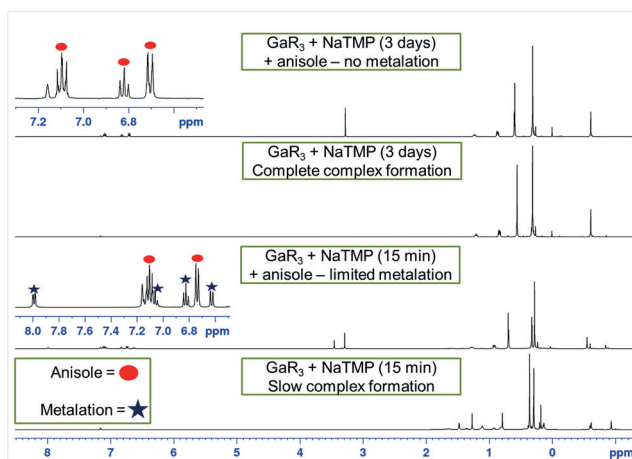 GaR₃ + NaTMP (3 days)
+ anisole – no metalation
7.2 7.0 6.8 ppm
GaR₃ + NaTMP (3 days)
Complete complex formation
GaR₃ + NaTMP (15 min)
+ anisole – limited metalation
8.0 7.8 7.6 7.4 7.2 7.0 6.8 ppm
GaR₃ + NaTMP (15 min)
Slow complex formation
Anisole =
Metalation =
8 7 6 5 4 3 2 1 0 ppm